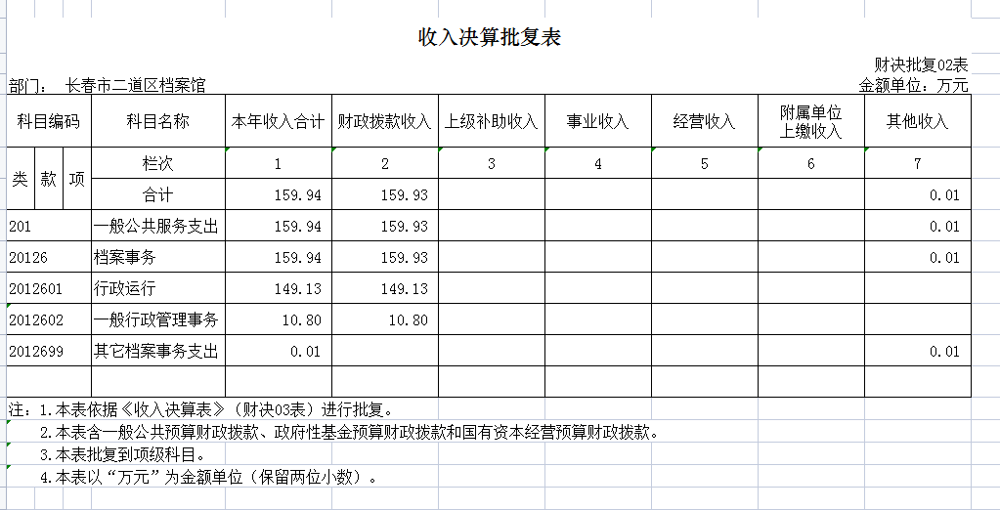 收入决算批复表
财决批复02表
部门： 长春市二道区档案馆 金额单位：万元
科目编码 科目名称 本年收入合计 财政拨款收入 上级补助收入 事业收入 经营收入 附属单位上缴收入 其他收入
类 款 项 栏次 1 2 3 4 5 6 7
合计 159.94 159.93 0.01
201 一般公共服务支出 159.94 159.93 0.01
20126 档案事务 159.94 159.93 0.01
2012601 行政运行 149.13 149.13
2012602 一般行政管理事务 10.80 10.80
2012699 其它档案事务支出 0.01 0.01
注：1.本表依据《收入决算表》（财决03表）进行批复。
2.本表含一般公共预算财政拨款、政府性基金预算财政拨款和国有资本经营预算财政拨款。
3.本表批复到项级科目。
4.本表以“万元”为金额单位（保留两位小数）。